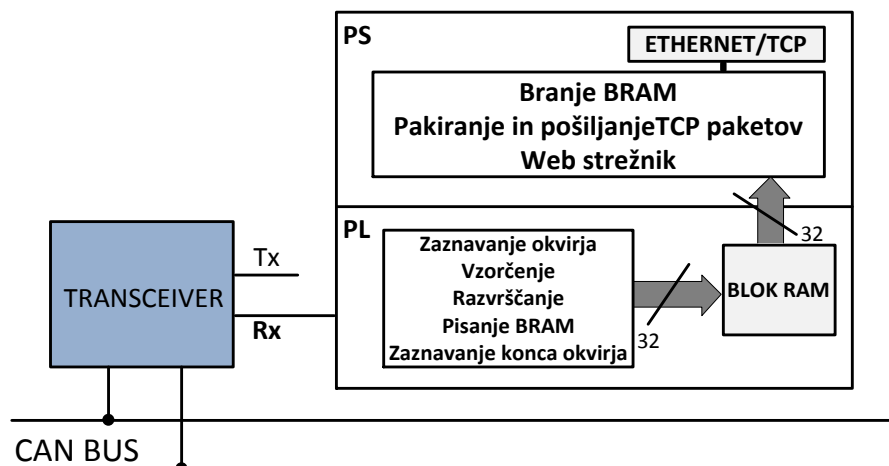 PS
ETHERNET/TCP
Branje BRAM
Pakiranje in pošiljanjeTCP paketov
Web strežnik
32
PL
Zaznavanje okvirja
Vzorčenje
Razvrščanje
Pisanje BRAM
Zaznavanje konca okvirja
32
BLOK RAM
TRANSCEIVER
Tx
Rx
CAN BUS